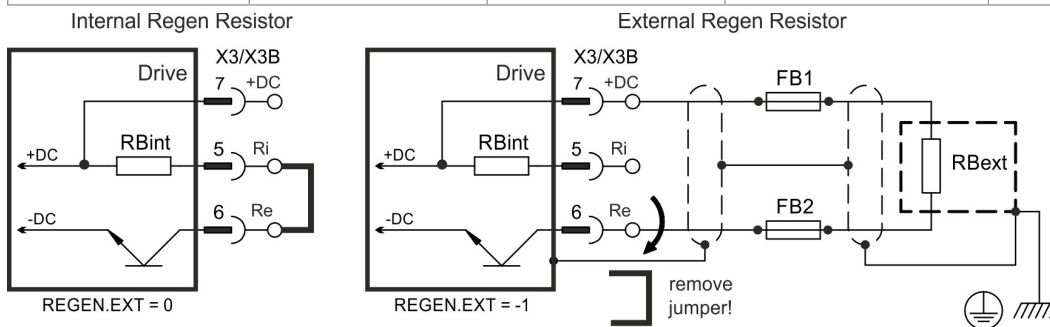 Internal Regen Resistor
Drive
X3/X3B
7
+DC
RBint
+DC
5
Ri
-DC
6
Re
REGEN.EXT = 0
External Regen Resistor
Drive
X3/X3B
7
+DC
FB1
RBint
+DC
5
Ri
RBext
-DC
6
Re
FB2
REGEN.EXT = -1
remove
jumper!